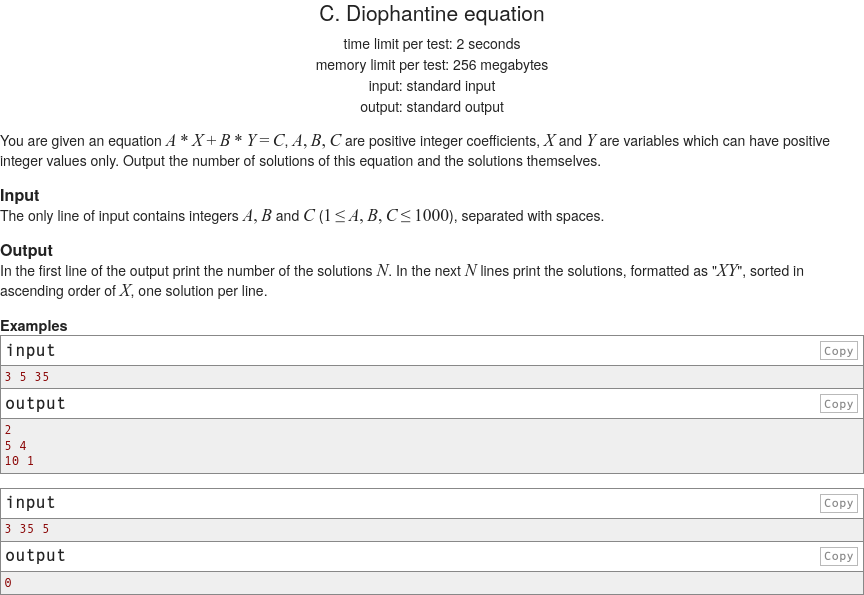 C. Diophantine equation
time limit per test: 2 seconds
memory limit per test: 256 megabytes
input: standard input
output: standard output
You are given an equation A * X + B * Y = C, A, B, C are positive integer coefficients, X and Y are variables which can have positive
integer values only. Output the number of solutions of this equation and the solutions themselves.
Input
The only line of input contains integers A, B and C (1 ≤ A, B, C ≤ 1000), separated with spaces.
Output
In the first line of the output print the number of the solutions N. In the next N lines print the solutions, formatted as "XY", sorted in
ascending order of X, one solution per line.
Examples
input Copy
3 5 35
output Copy
2
5 4
10 1
input Copy
3 35 5
output Copy
0